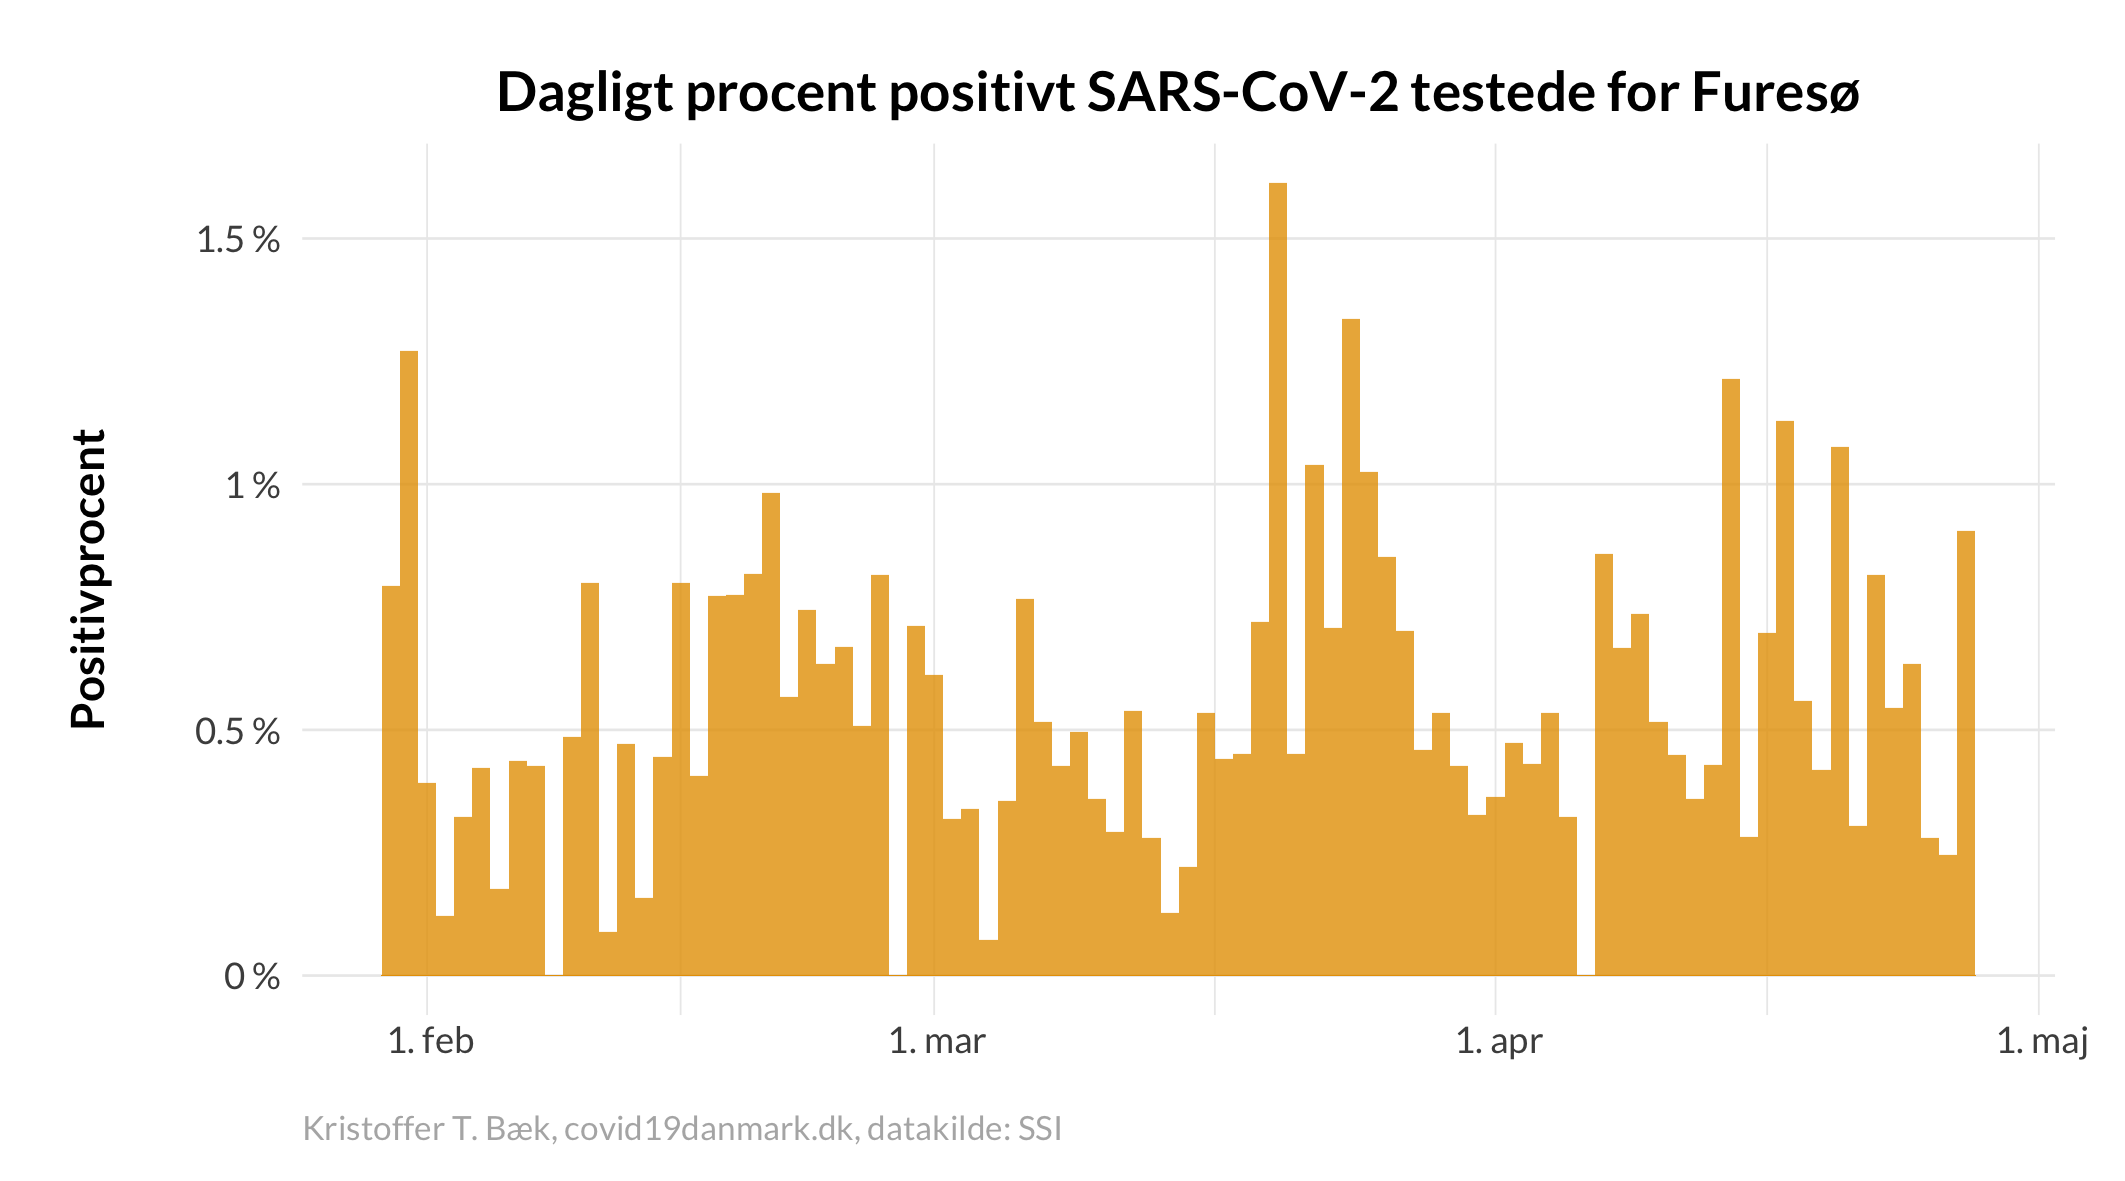 Dagligt procent positivt SARS-CoV-2 testede for Furesø
Positivprocent
1.5 %
1 %
0.5 %
0 %
1. feb
1. mar
1. apr
1. maj
Kristoffer T. Bæk, covid19danmark.dk, datakilde: SSI